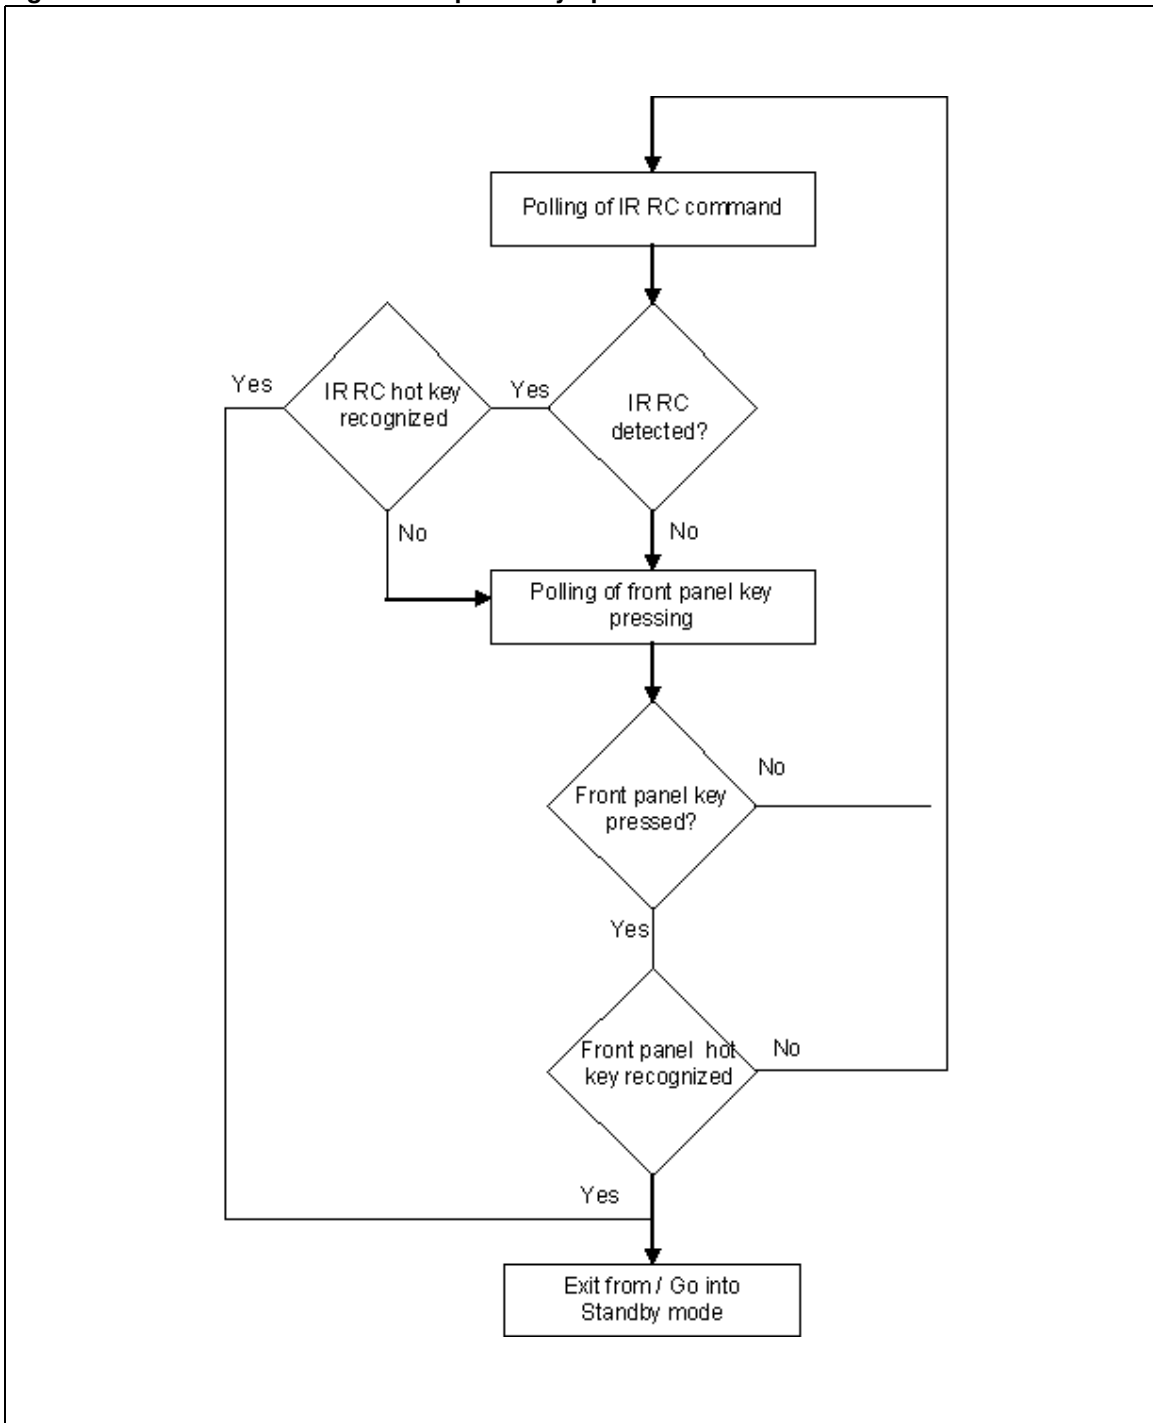 Polling of IR RC command
Yes
IR RC hot key
recognized
Yes
IR RC
detected?
No
No
Polling of front panel key
pressing
No
Front panel key
pressed?
Yes
Front panel hot
key recognized
No
Yes
Exit from / Go into
Standby mode